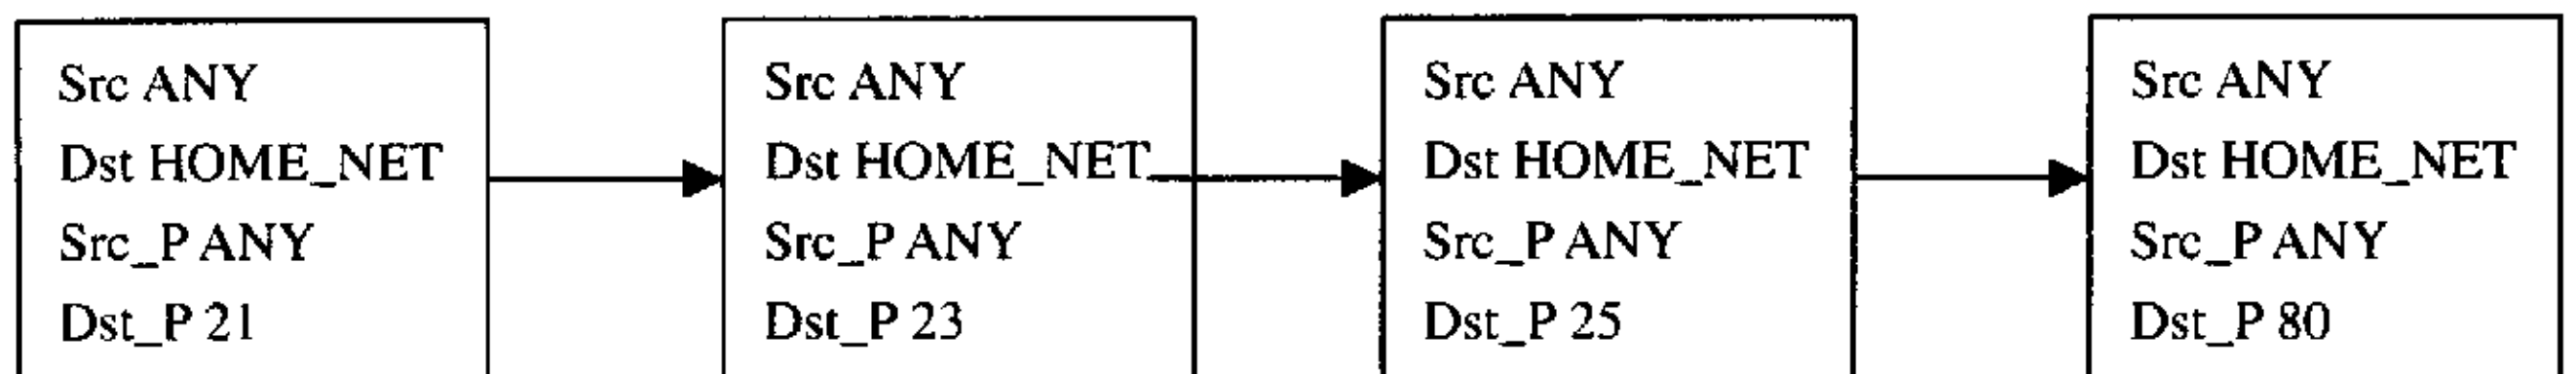 Src ANY
Dst HOME_NET
Src_P ANY
Dst_P 21
Src ANY
Dst HOME_NET
Src_P ANY
Dst_P 23
Src ANY
Dst HOME_NET
Src_P ANY
Dst_P 25
Src ANY
Dst HOME_NET
Src_P ANY
Dst_P 80